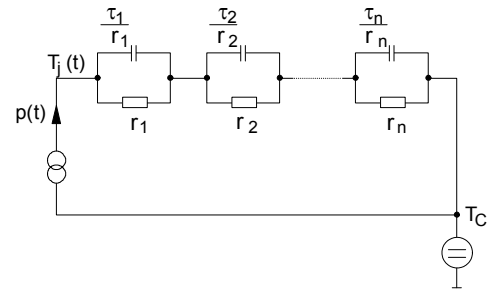 τ1 τ2 τn
r1 r2 rn
Tj(t)
p(t)
r1 r2 rn
TC